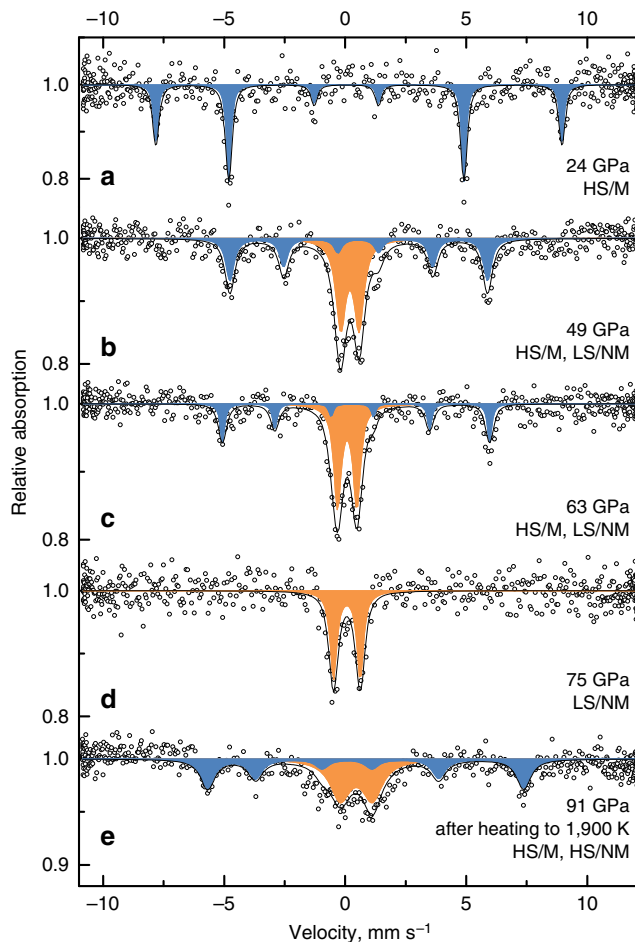 −10 −5 0 5 10
1.0
0.8
a
24 GPa
HS/M
1.0
0.8
b
49 GPa
HS/M, LS/NM
1.0
0.8
c
63 GPa
HS/M, LS/NM
1.0
0.8
d
75 GPa
LS/NM
1.0
0.9
e
91 GPa
after heating to 1,900 K
HS/M, HS/NM
Relative absorption
−10 −5 0 5 10
Velocity, mm s⁻¹